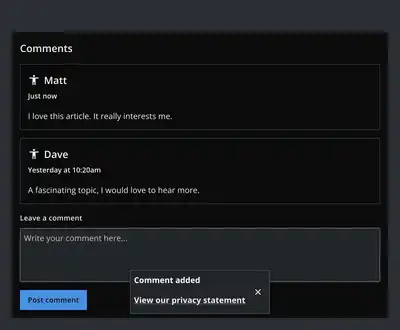 Comments
Matt
Just now
I love this article. It really interests me.
Dave
Yesterday at 10:20am
A fascinating topic, I would love to hear more.
Leave a comment
Write your comment here...
Comment added
View our privacy statement
Post comment